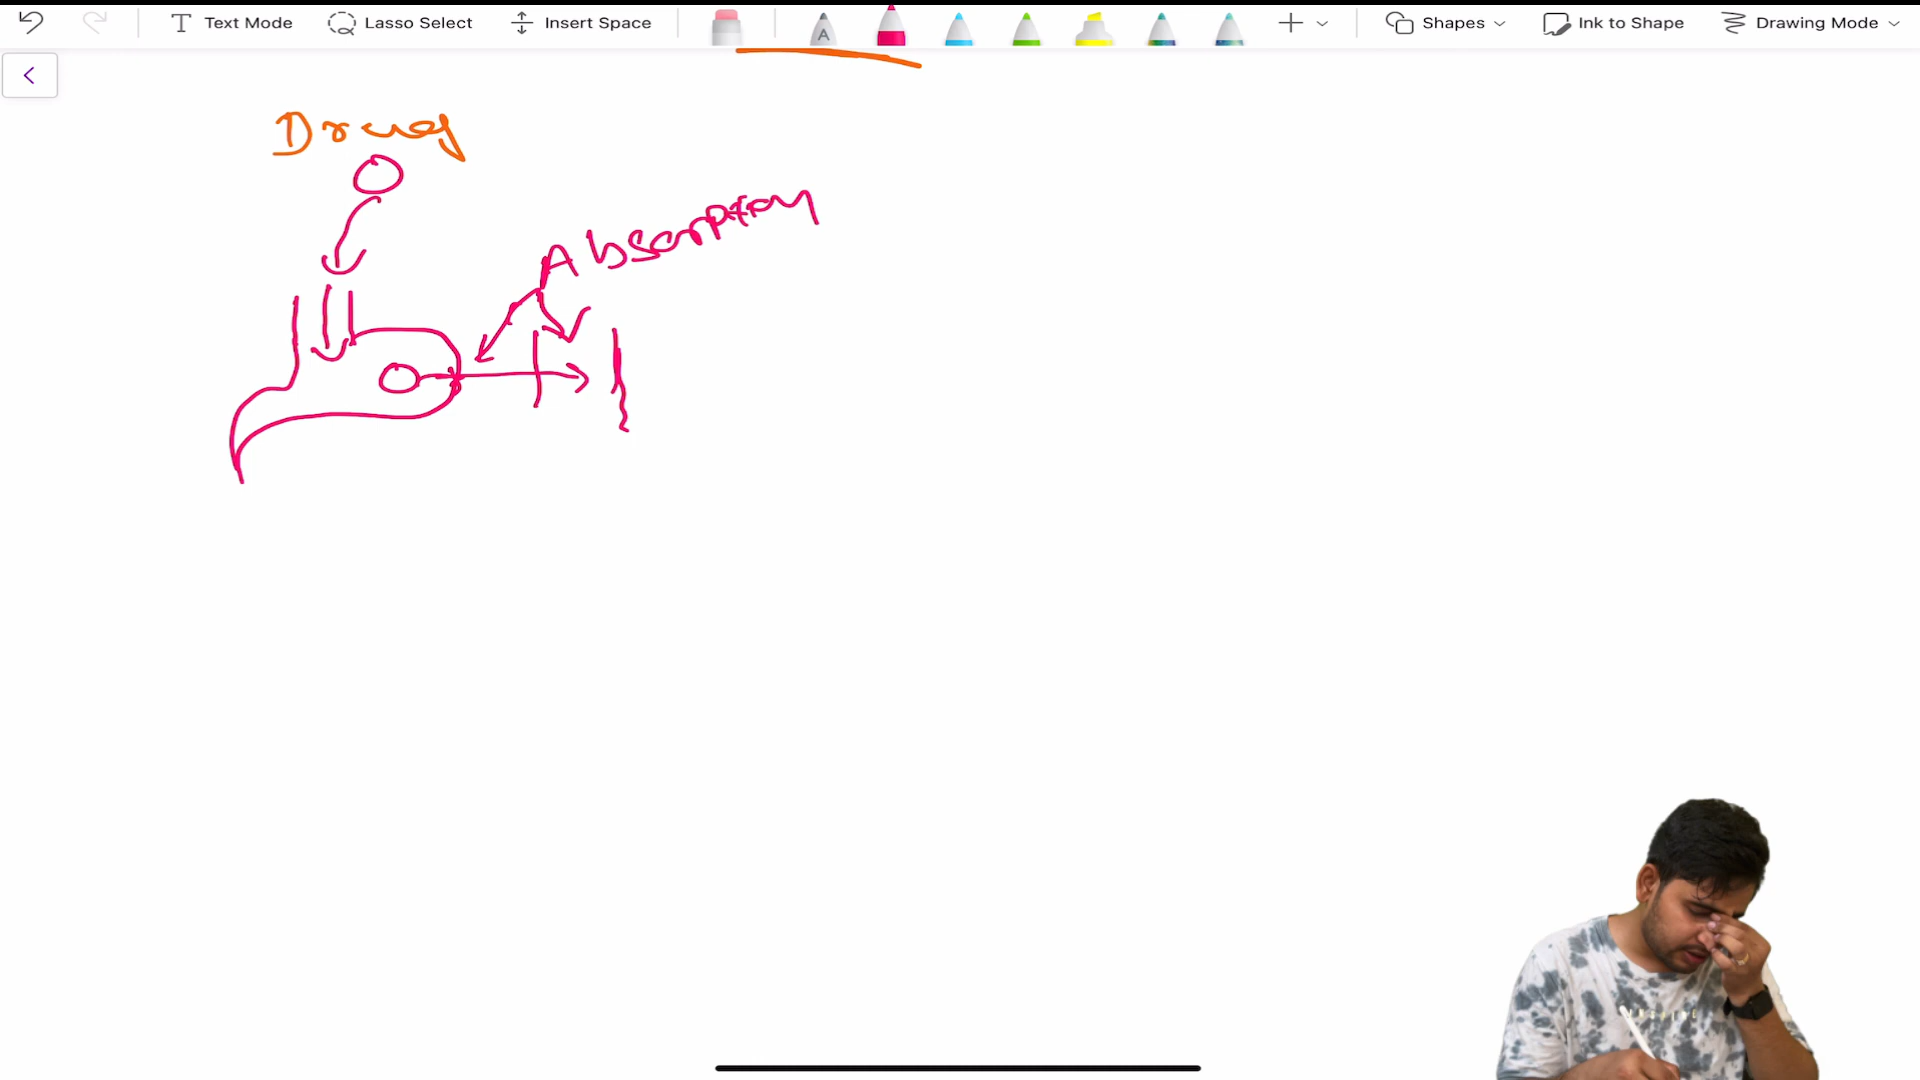 Text Mode
Lasso Select
Insert Space
A
Shapes
Ink to Shape
Drawing Mode
Drug
Absorption